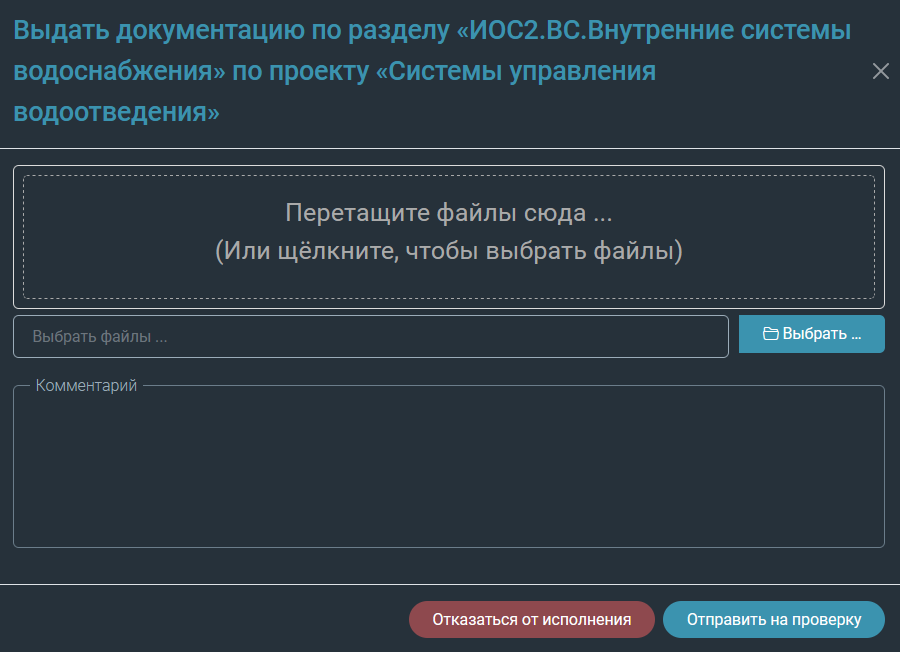 Выдать документацию по разделу «ИОС2.ВС.Внутренние системы
водоснабжения» по проекту «Системы управления
водоотведения»
Перетащите файлы сюда ...
(Или щёлкните, чтобы выбрать файлы)
Выбрать файлы ...
Выбрать ...
Комментарий
Отказаться от исполнения
Отправить на проверку